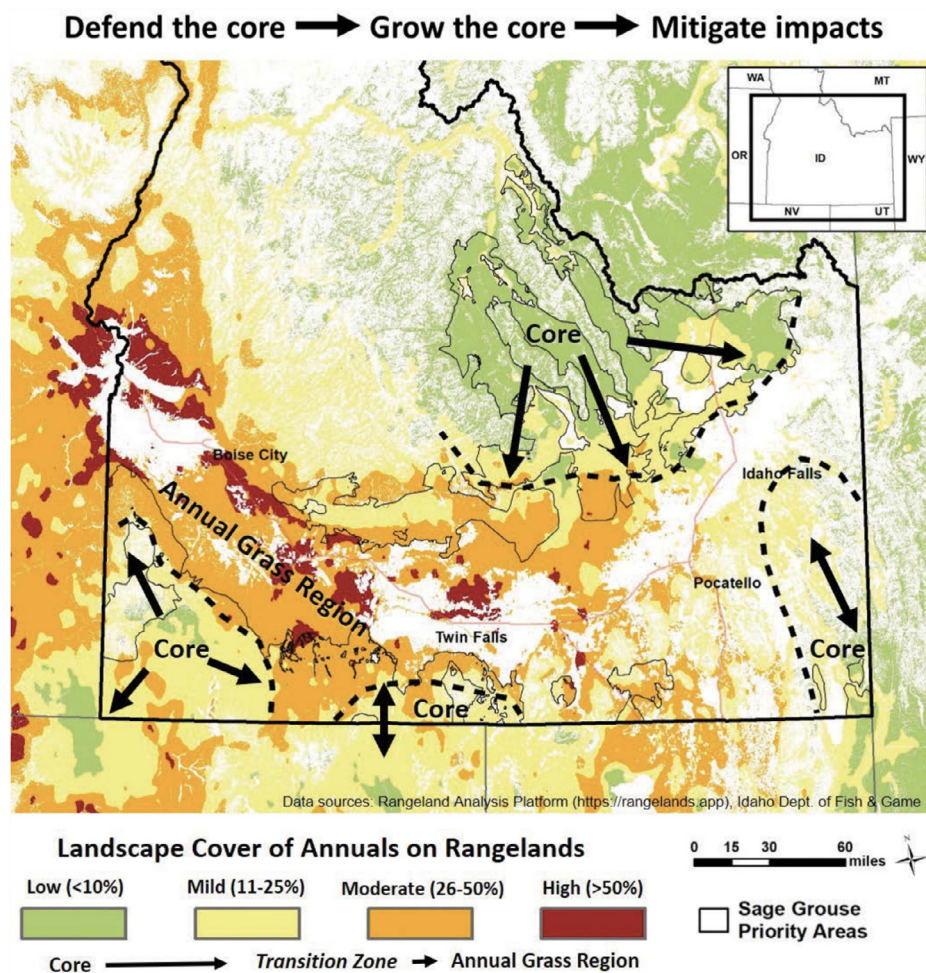 Defend the core → Grow the core → Mitigate impacts
WA
MT
OR
ID
WY
NV
UT
Core
Boise City
Idaho Falls
Annual Grass Region
Pocatello
Twin Falls
Core
Core
Core
Data sources: Rangeland Analysis Platform (https://rangelands.app), Idaho Dept. of Fish & Game
Landscape Cover of Annuals on Rangelands
Low (<10%)
Mild (11-25%)
Moderate (26-50%)
High (>50%)
Core → Transition Zone → Annual Grass Region
0 15 30 60
miles
N
Sage Grouse
Priority Areas